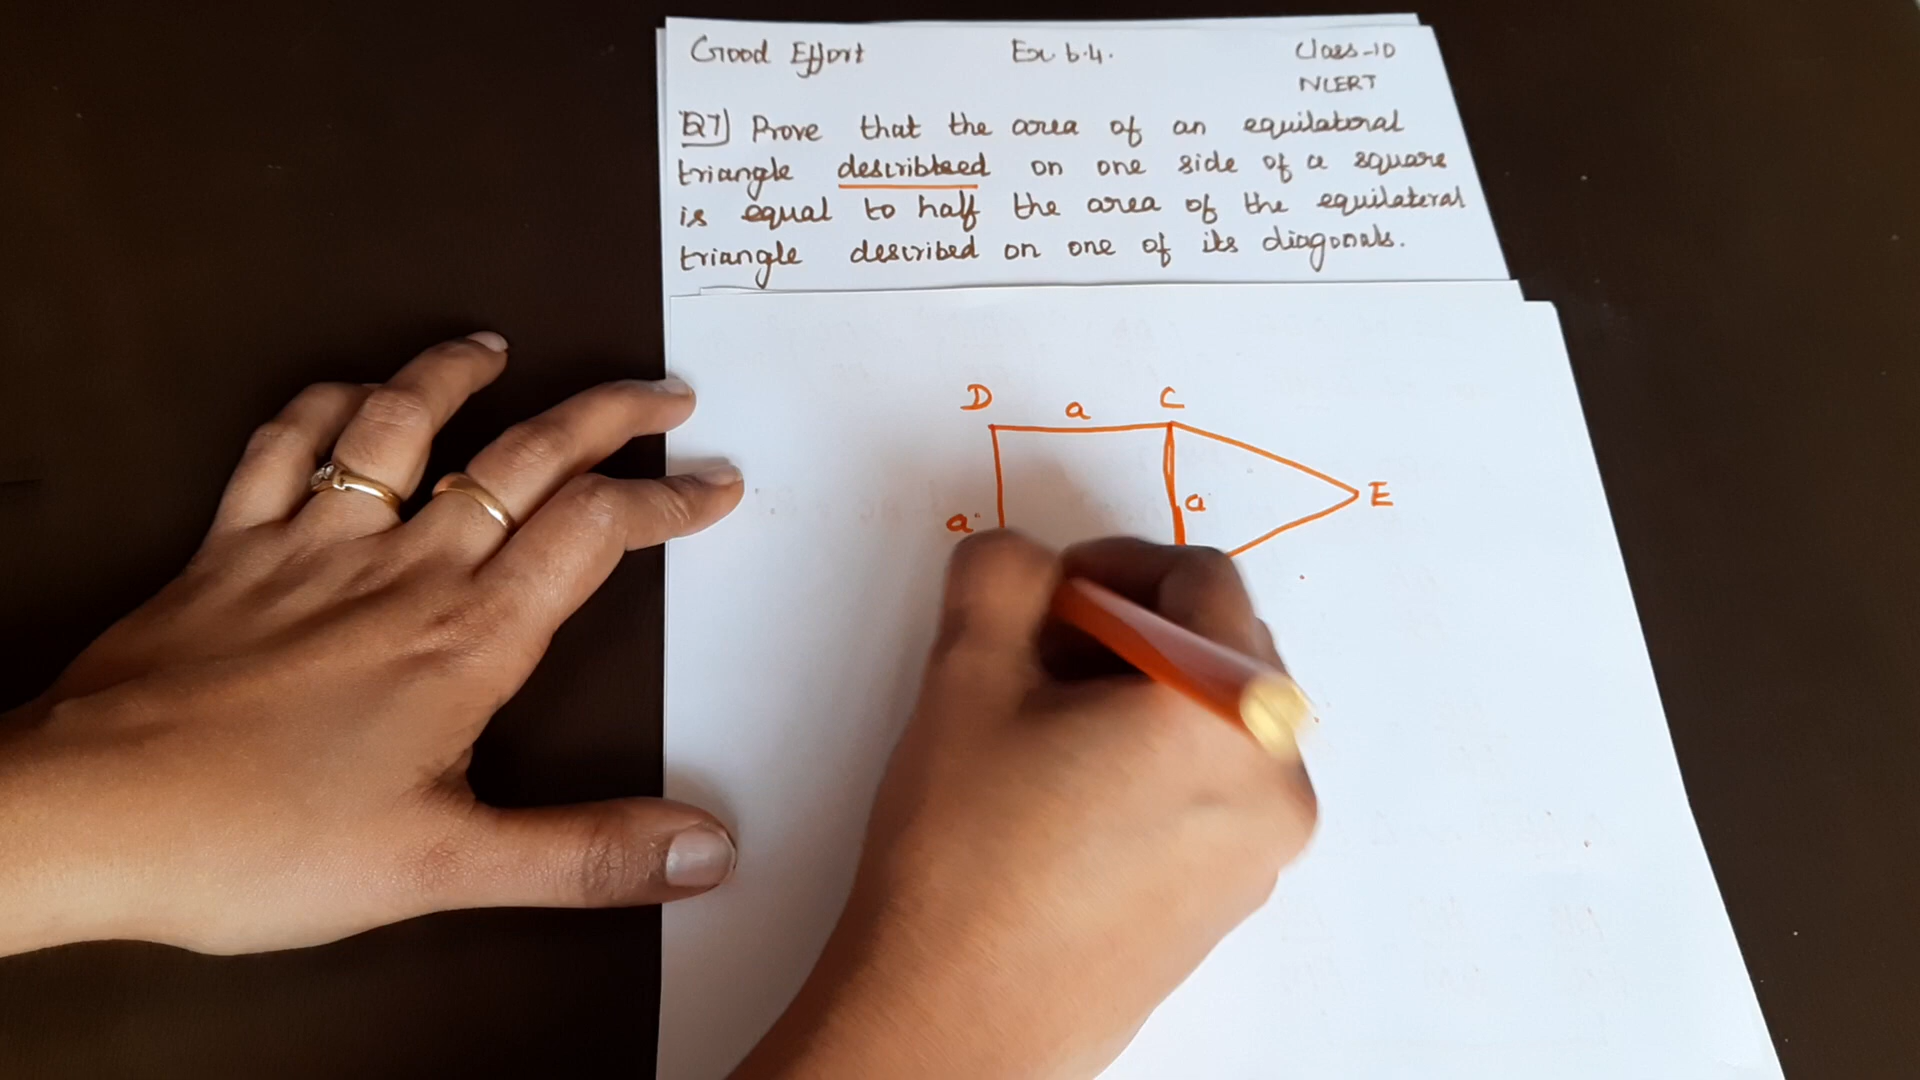 Good Effort Ex 6.4. Class-10
NCERT
Q7) Prove that the area of an equilateral
triangle described on one side of a square
is equal to half the area of the equilateral
triangle described on one of its diagonals.
D a C
a a E